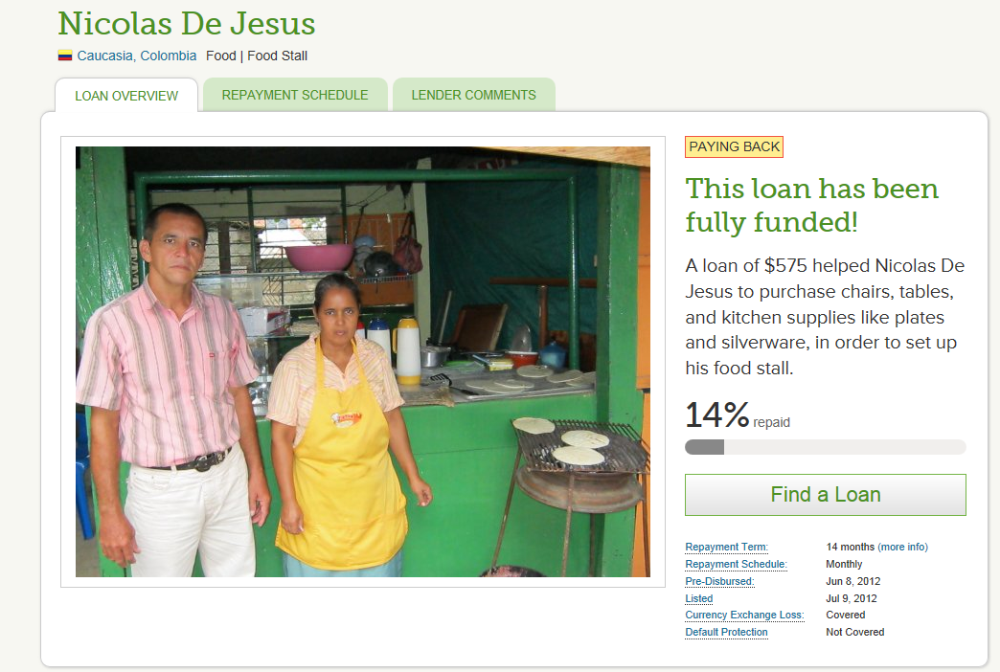 Nicolas De Jesus
Caucasia, Colombia Food | Food Stall
LOAN OVERVIEW REPAYMENT SCHEDULE LENDER COMMENTS
PAYING BACK
This loan has been
fully funded!
A loan of $575 helped Nicolas De
Jesus to purchase chairs, tables,
and kitchen supplies like plates
and silverware, in order to set up
his food stall.
14% repaid
Find a Loan
Repayment Term: 14 months (more info)
Repayment Schedule: Monthly
Pre-Disbursed: Jun 8, 2012
Listed Jul 9, 2012
Currency Exchange Loss: Covered
Default Protection Not Covered